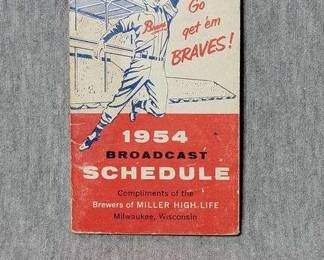 Go
get 'em
BRAVES!
Braves
1954
BROADCAST
SCHEDULE
Compliments of the
Brewers of MILLER HIGH-LIFE
Milwaukee, Wisconsin